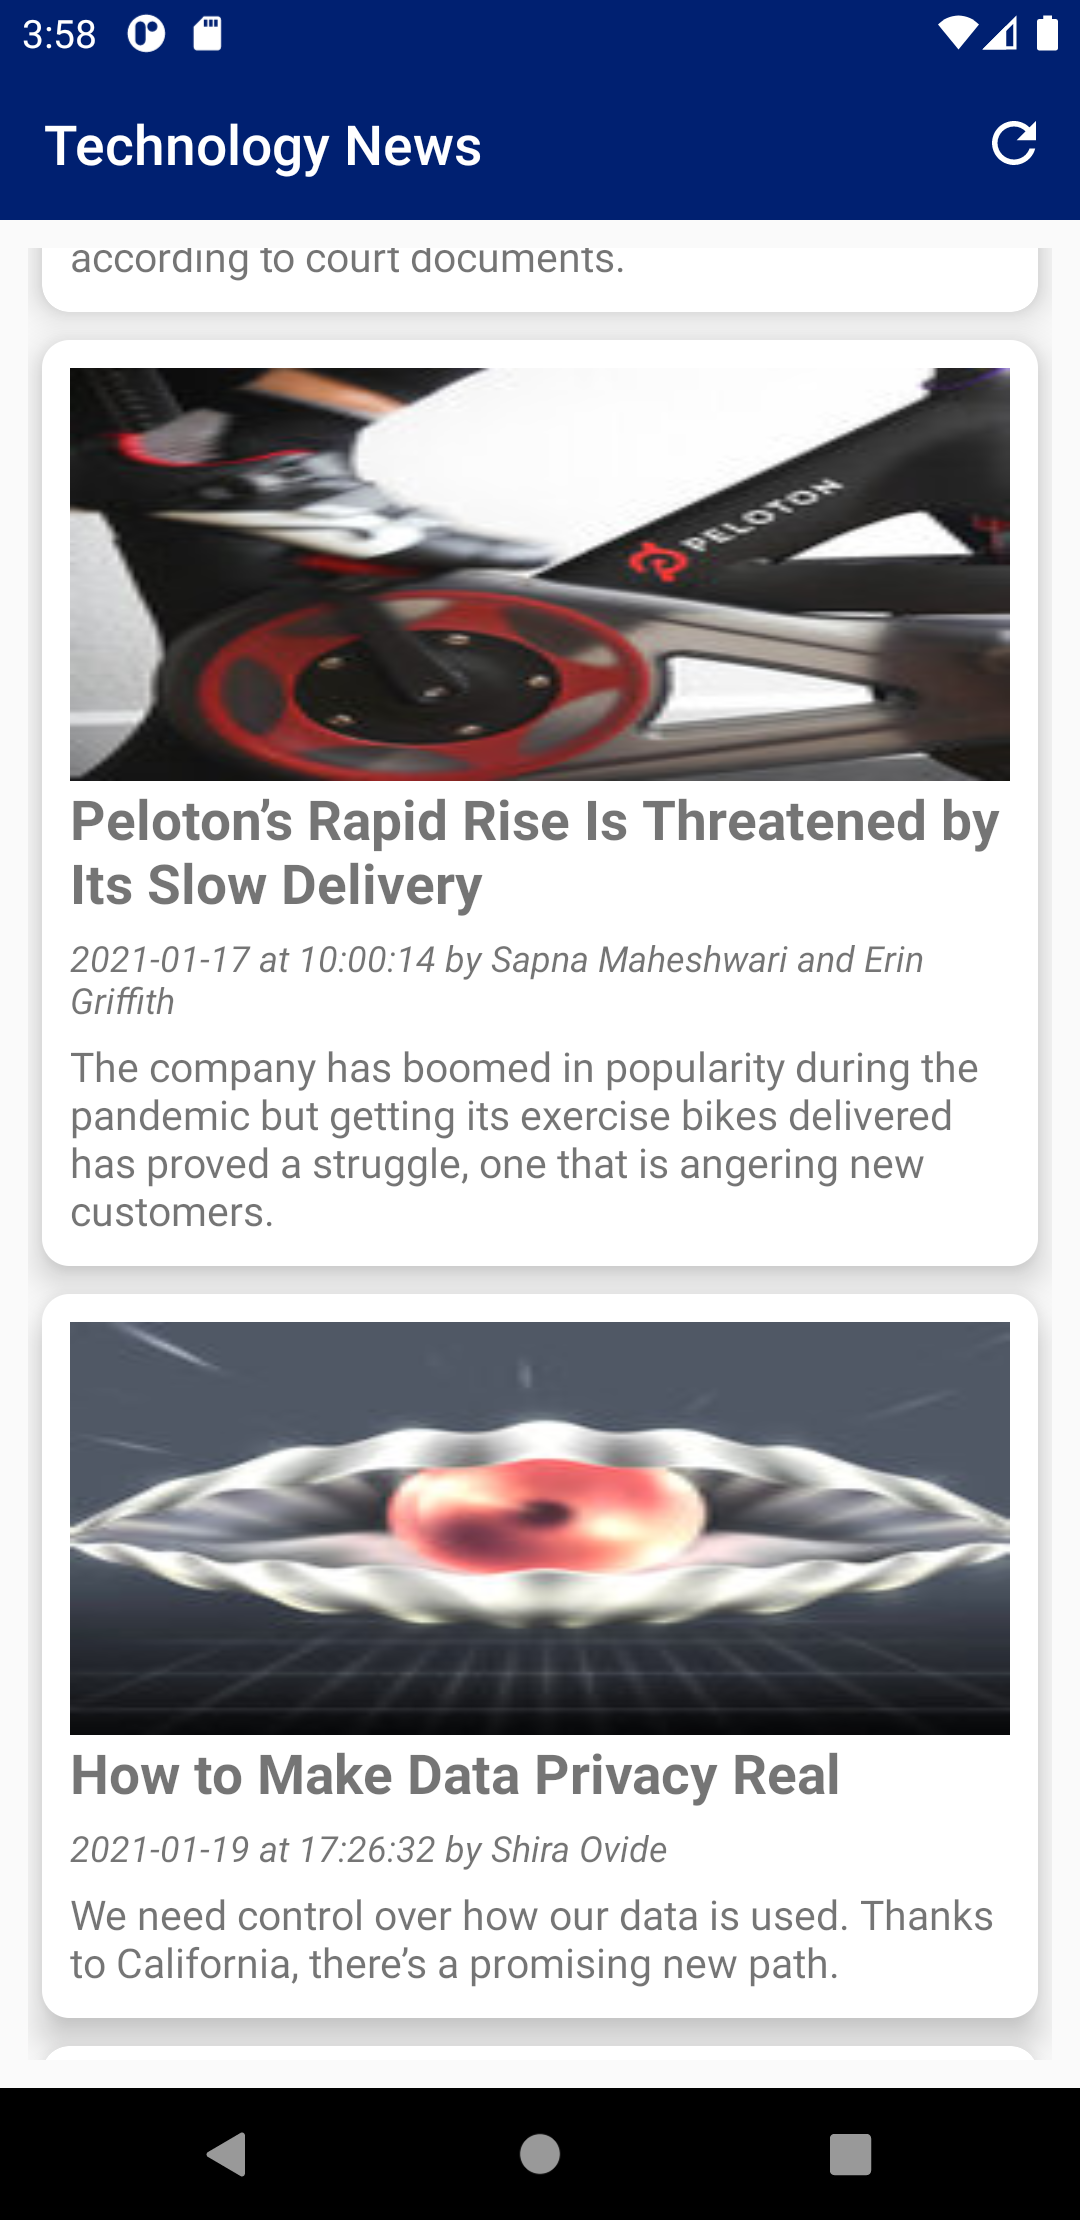 3:58
Technology News
according to court documents.
PELOTON
Peloton’s Rapid Rise Is Threatened by
Its Slow Delivery
2021-01-17 at 10:00:14 by Sapna Maheshwari and Erin
Griffith
The company has boomed in popularity during the
pandemic but getting its exercise bikes delivered
has proved a struggle, one that is angering new
customers.
How to Make Data Privacy Real
2021-01-19 at 17:26:32 by Shira Ovide
We need control over how our data is used. Thanks
to California, there’s a promising new path.